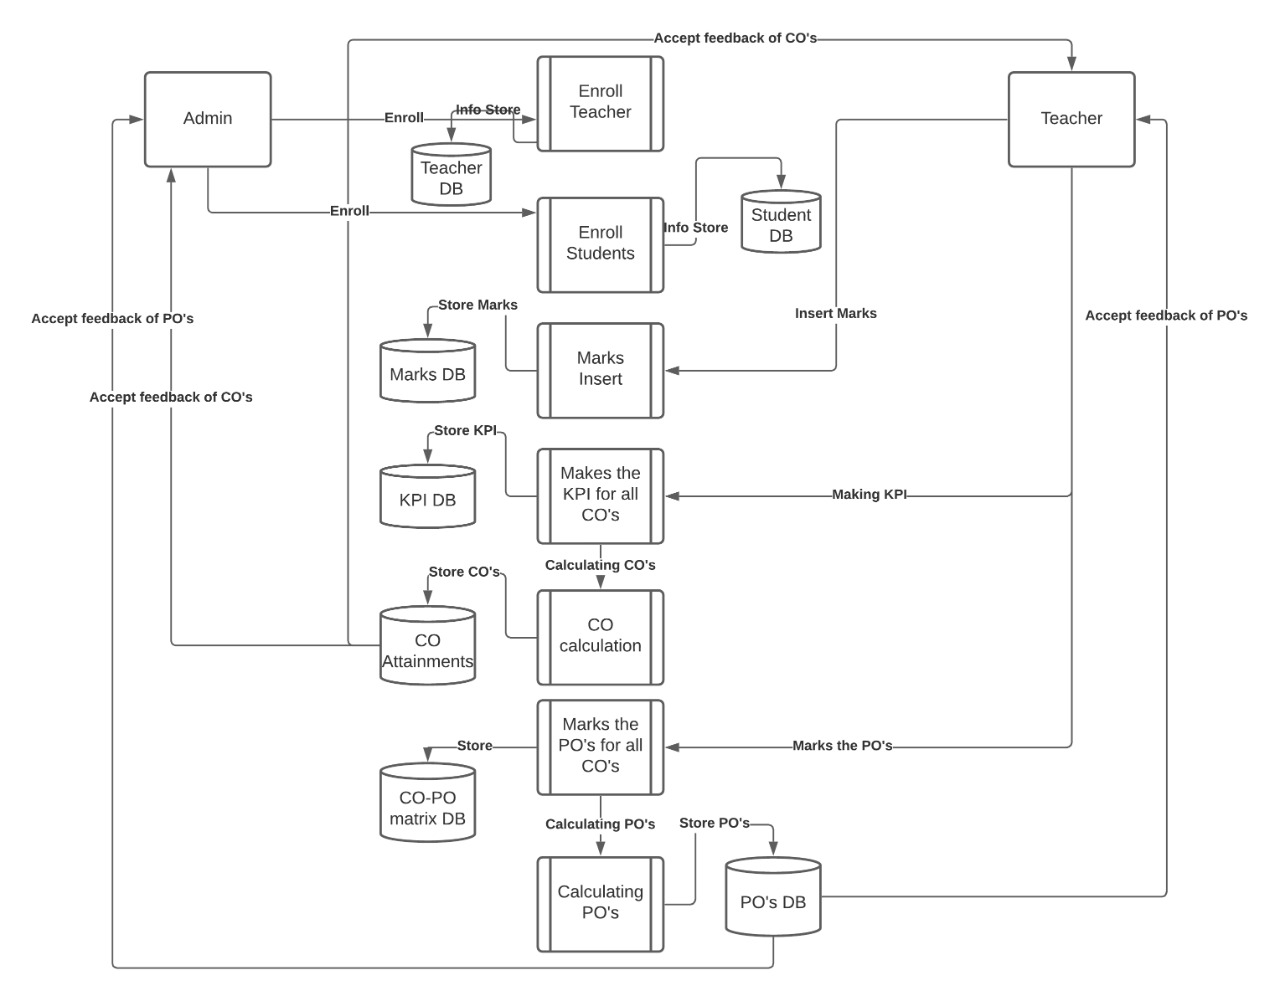 Accept feedback of CO's
Enroll
Teacher
Admin
Teacher
Info Store
Enroll
Teacher
DB
Student
DB
Enroll
Enroll
Students
Info Store
Store Marks
Insert Marks
Accept feedback of PO's
Accept feedback of PO's
Marks
Insert
Marks DB
Accept feedback of CO's
Store KPI
Makes the
KPI for all
CO's
KPI DB
Making KPI
Calculating CO's
Store CO's
CO
calculation
CO
Attainments
Marks the
PO's for all
CO's
Store
Marks the PO's
CO-PO
matrix DB
Calculating PO's
Store PO's
Calculating
PO's
PO's DB